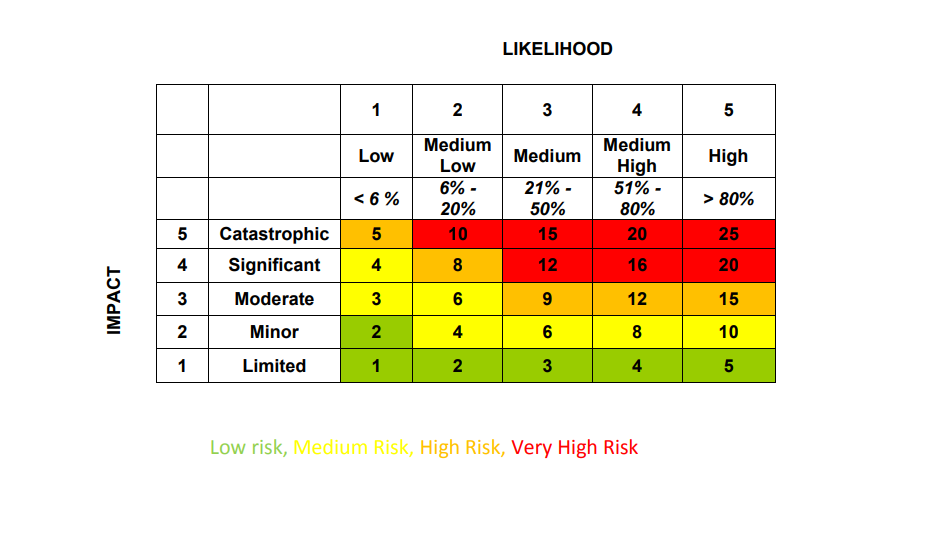 LIKELIHOOD
1 2 3 4 5
Low Medium Low Medium Medium High High
< 6 % 6% - 20% 21% - 50% 51% - 80% > 80%
IMPACT
5 Catastrophic 5 10 15 20 25
4 Significant 4 8 12 16 20
3 Moderate 3 6 9 12 15
2 Minor 2 4 6 8 10
1 Limited 1 2 3 4 5
Low risk, Medium Risk, High Risk, Very High Risk